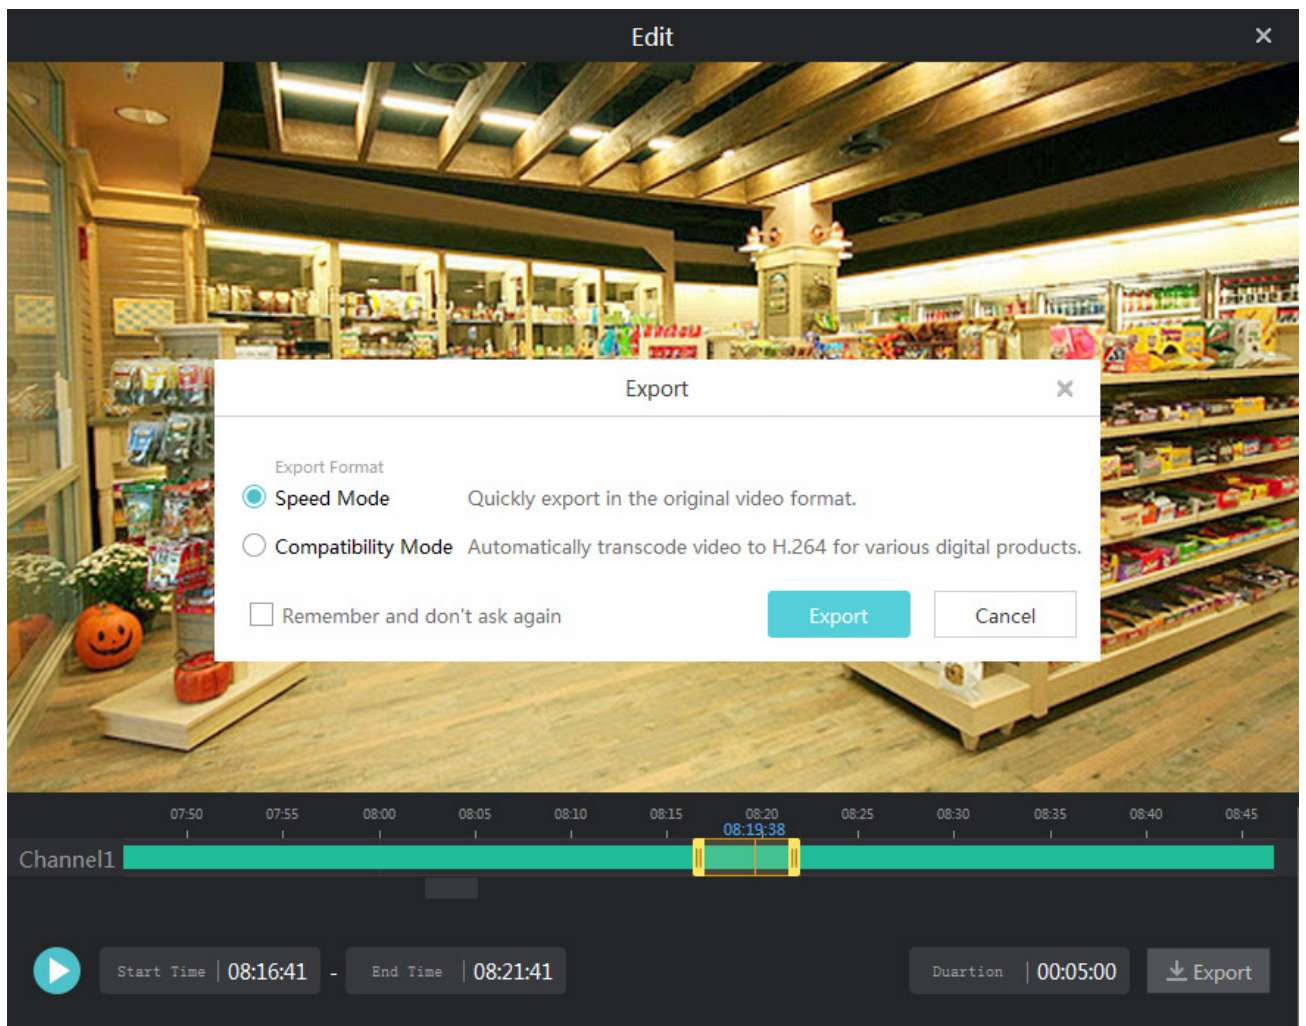 Edit
Export
Export Format
Speed Mode Quickly export in the original video format.
Compatibility Mode Automatically transcode video to H.264 for various digital products.
Remember and don't ask again Export Cancel
07:50 07:55 08:00 08:05 08:10 08:15 08:20 08:25 08:30 08:35 08:40 08:45
08:19:38
Channel1
Start Time 08:16:41 - End Time 08:21:41 Duartion 00:05:00 Export